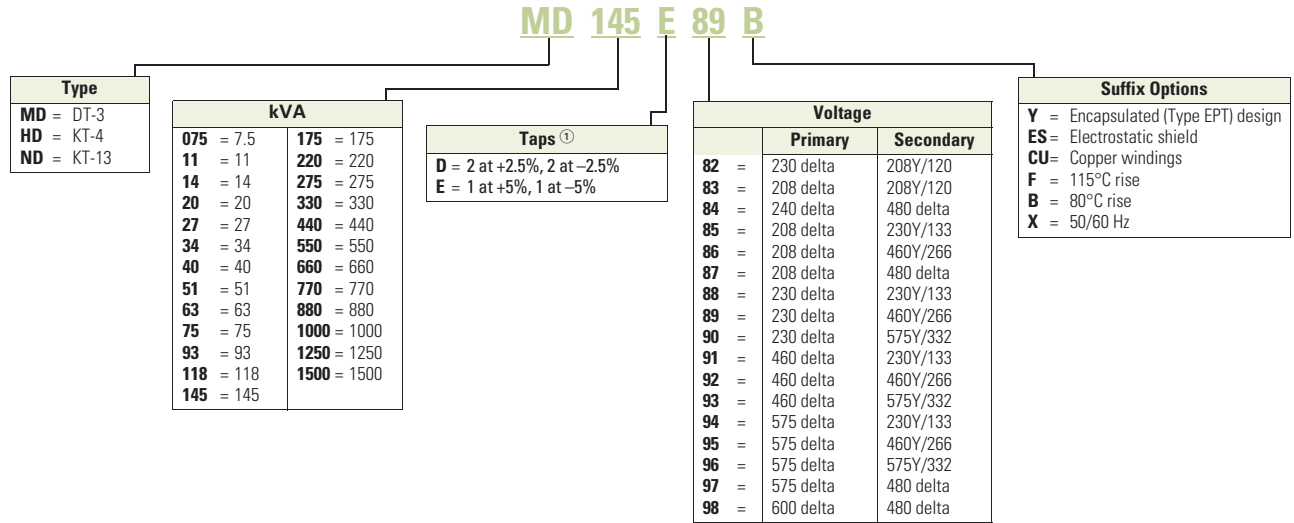 MD 145 E 89 B
Type
MD = DT-3
HD = KT-4
ND = KT-13
kVA
075 = 7.5
11 = 11
14 = 14
20 = 20
27 = 27
34 = 34
40 = 40
51 = 51
63 = 63
75 = 75
93 = 93
118 = 118
145 = 145
175 = 175
220 = 220
275 = 275
330 = 330
440 = 440
550 = 550
660 = 660
770 = 770
880 = 880
1000 = 1000
1250 = 1250
1500 = 1500
Taps ①
D = 2 at +2.5%, 2 at –2.5%
E = 1 at +5%, 1 at –5%
Voltage
Primary Secondary
82 = 230 delta 208Y/120
83 = 208 delta 208Y/120
84 = 240 delta 480 delta
85 = 208 delta 230Y/133
86 = 208 delta 460Y/266
87 = 208 delta 480 delta
88 = 230 delta 230Y/133
89 = 230 delta 460Y/266
90 = 230 delta 575Y/332
91 = 460 delta 230Y/133
92 = 460 delta 460Y/266
93 = 460 delta 575Y/332
94 = 575 delta 230Y/133
95 = 575 delta 460Y/266
96 = 575 delta 575Y/332
97 = 575 delta 480 delta
98 = 600 delta 480 delta
Suffix Options
Y = Encapsulated (Type EPT) design
ES = Electrostatic shield
CU = Copper windings
F = 115°C rise
B = 80°C rise
X = 50/60 Hz